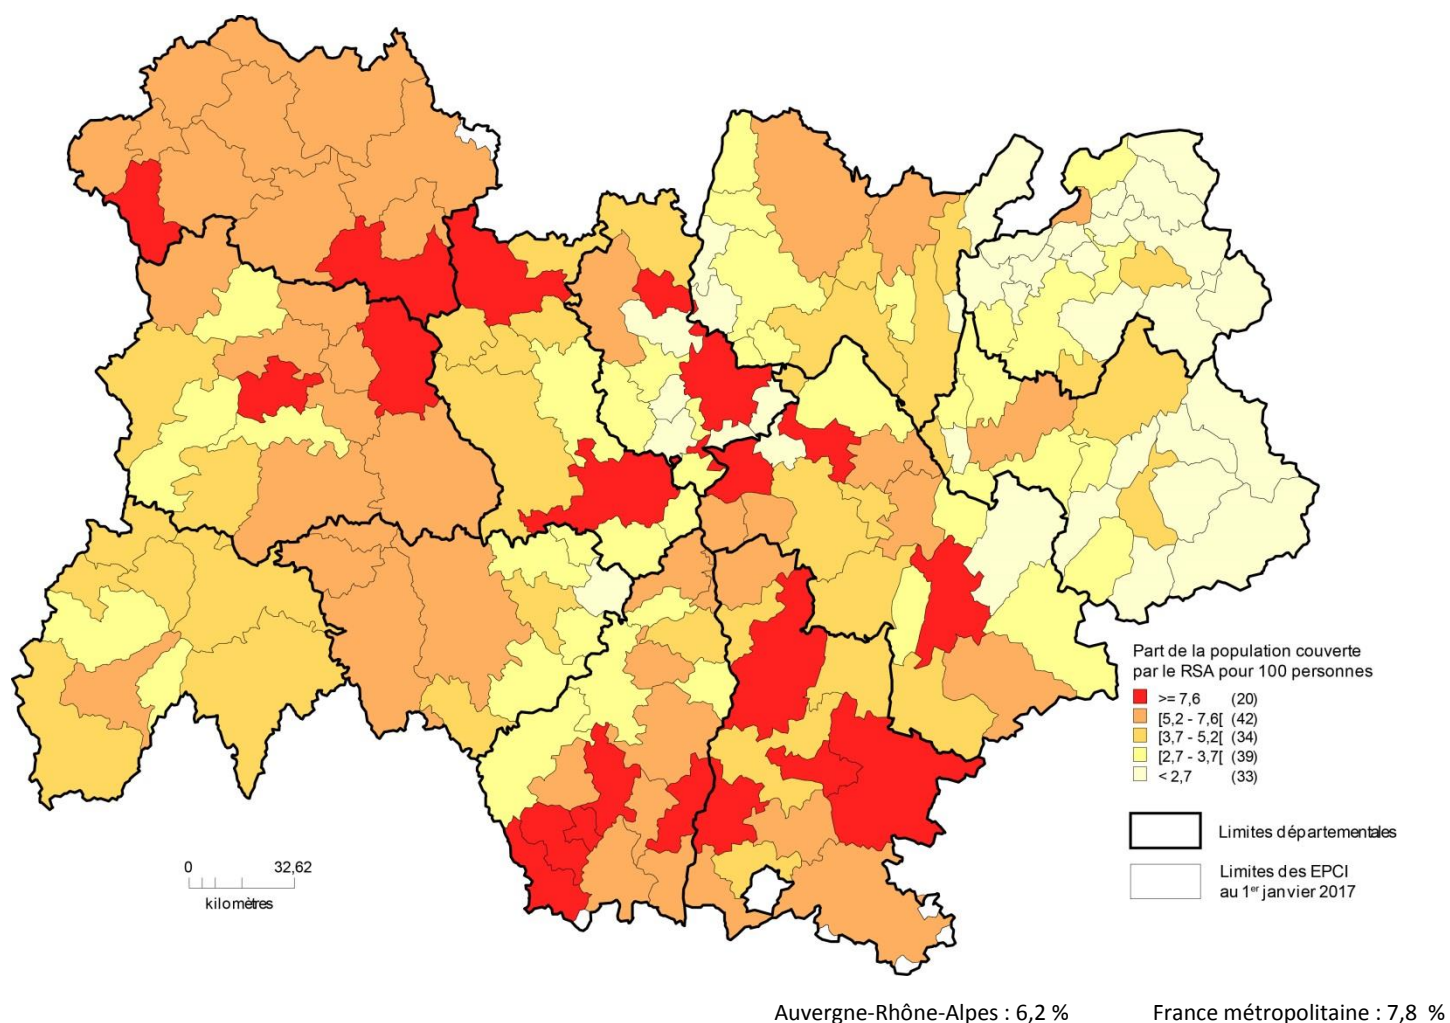 Part de la population couverte
par le RSA pour 100 personnes
>= 7,6 (20)
[5,2 - 7,6[ (42)
[3,7 - 5,2[ (34)
[2,7 - 3,7[ (39)
< 2,7 (33)
Limites départementales
Limites des EPCI
au 1er janvier 2017
0 32,62
kilomètres
Auvergne-Rhône-Alpes : 6,2 % France métropolitaine : 7,8 %